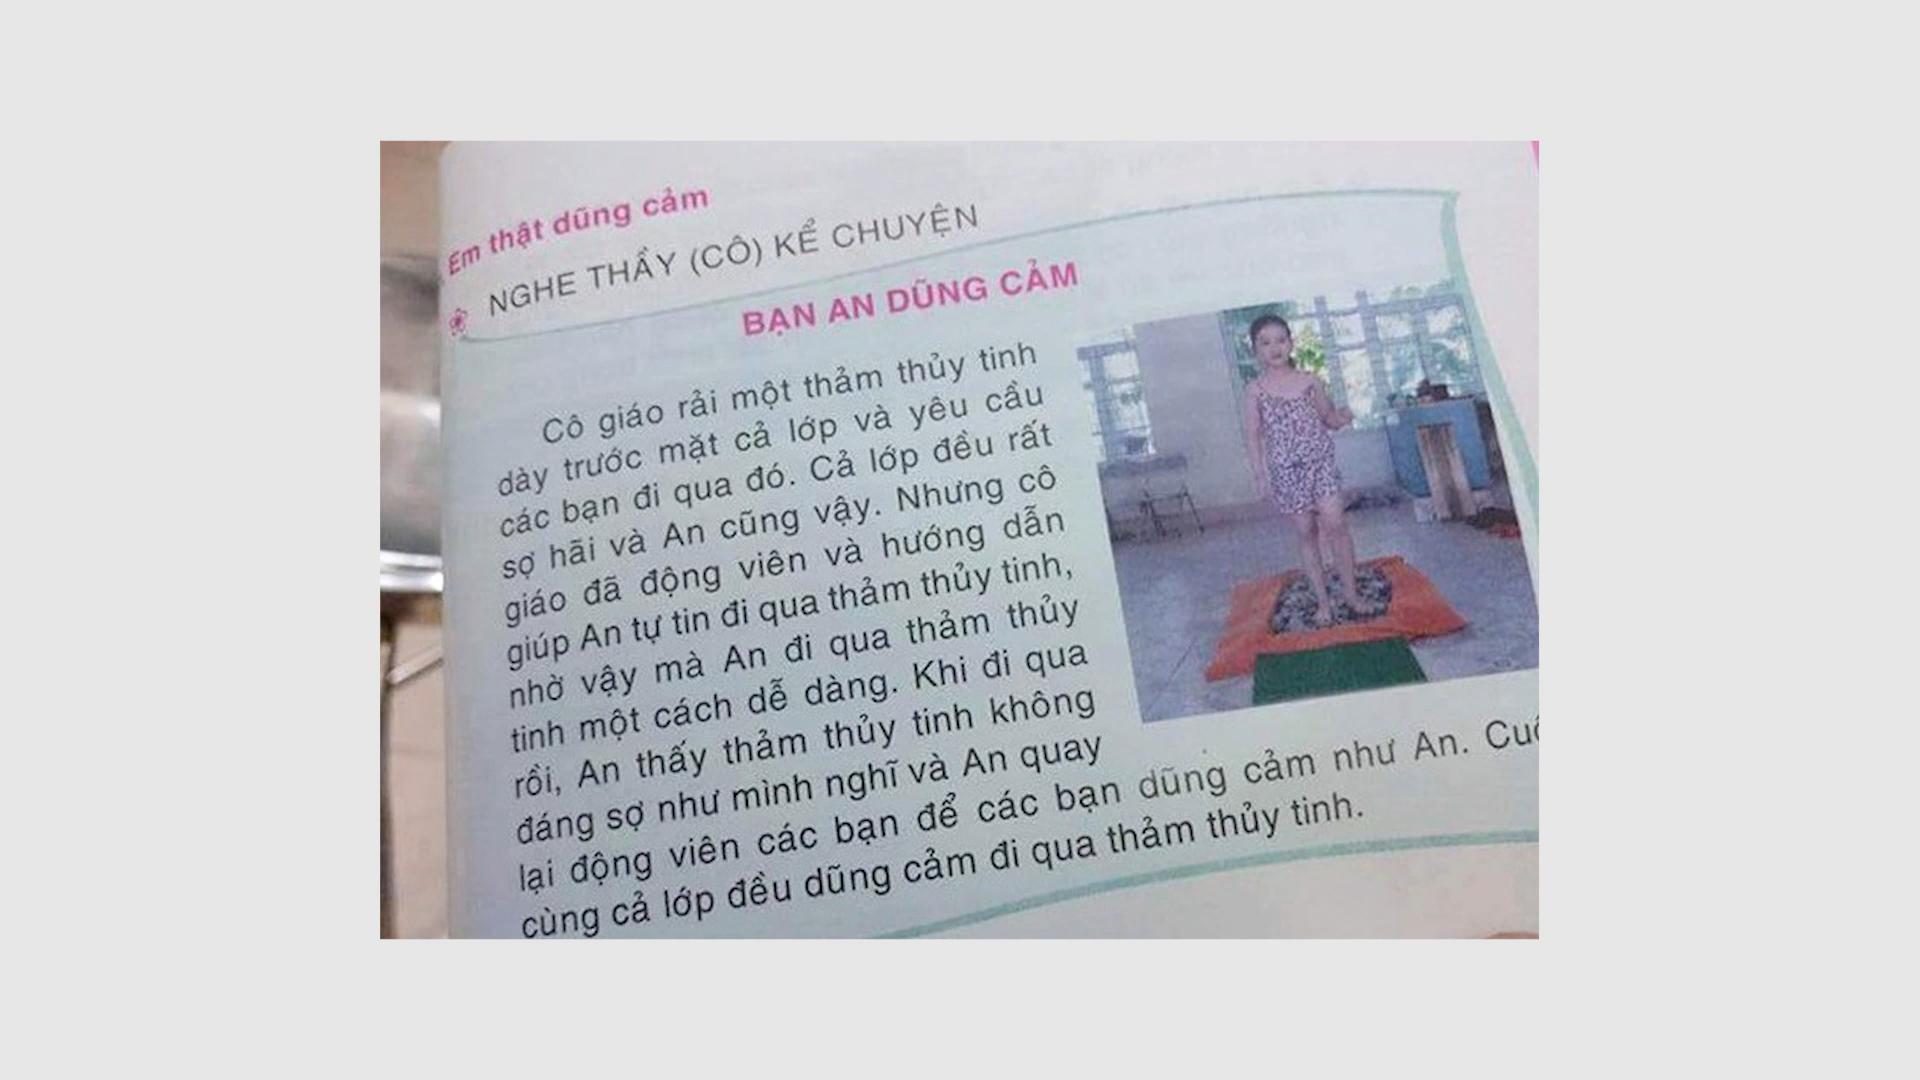 Em thật dũng cảm
NGHE THẦY (CÔ) KỂ CHUYỆN
BẠN AN DŨNG CẢM
Cô giáo rải một thảm thủy tinh
dày trước mặt cả lớp và yêu cầu
các bạn đi qua đó. Cả lớp đều rất
sợ hãi và An cũng vậy. Nhưng cô
giáo đã động viên và hướng dẫn
giúp An tự tin đi qua thảm thủy tinh,
nhờ vậy mà An đi qua thảm thủy
tinh một cách dễ dàng. Khi đi qua
rồi, An thấy thảm thủy tinh không
đáng sợ như mình nghĩ và An quay
lại động viên các bạn để các bạn dũng cảm như An.
cùng cả lớp đều dũng cảm đi qua thảm thủy tinh.